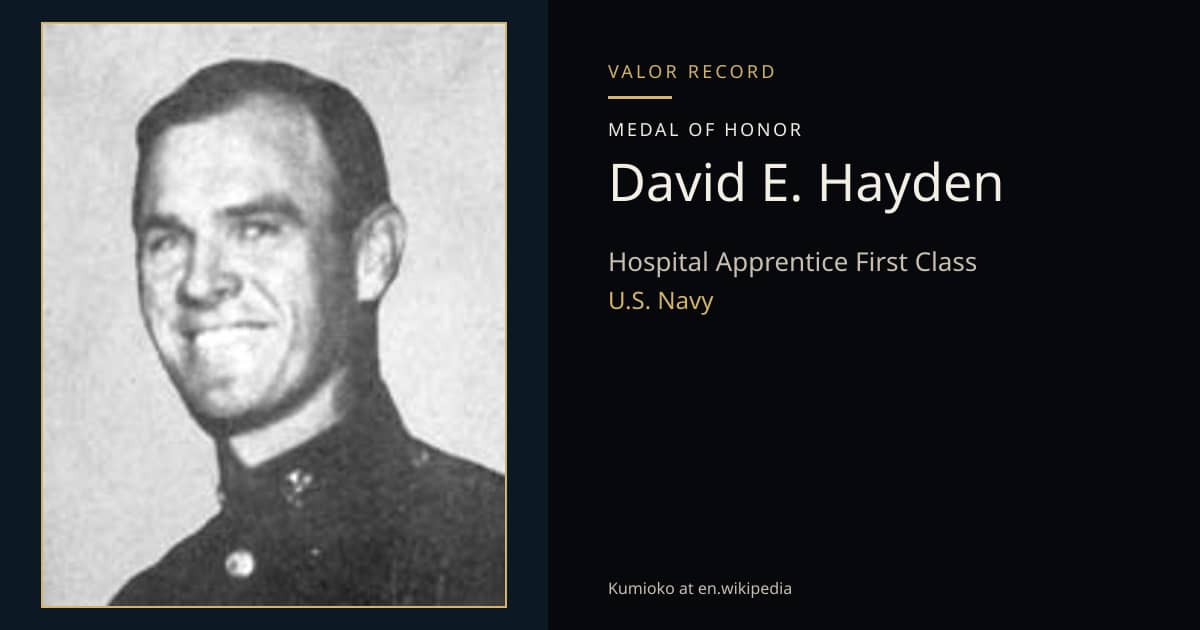 VALOR RECORD
MEDAL OF HONOR
David E. Hayden
Hospital Apprentice First Class
U.S. Navy
Kumioko at en.wikipedia